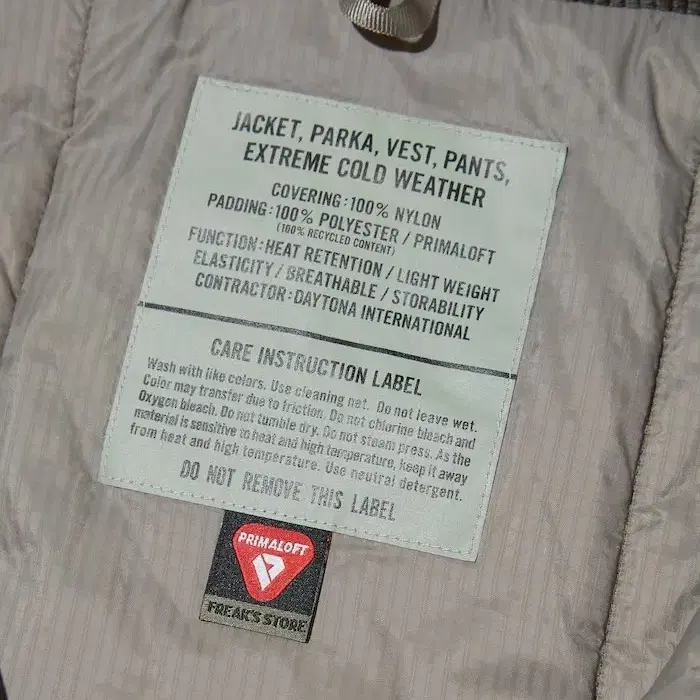 JACKET, PARKA, VEST, PANTS,
EXTREME COLD WEATHER
COVERING:100% NYLON
PADDING:100% POLYESTER / PRIMALOFT
(100% RECYCLED CONTENT)
FUNCTION:HEAT RETENTION / LIGHT WEIGHT
ELASTICITY / BREATHABLE / STORABILITY
CONTRACTOR:DAYTONA INTERNATIONAL
CARE INSTRUCTION LABEL
Wash with like colors. Use cleaning net. Do not leave wet.
Color may transfer due to friction. Do not chlorine bleach and
Oxygen bleach. Do not tumble dry. Do not steam press. As the
material is sensitive to heat and high temperature, keep it away
from heat and high temperature. Use neutral detergent.
DO NOT REMOVE THIS LABEL
PRIMALOFT
FREAK'S STORE